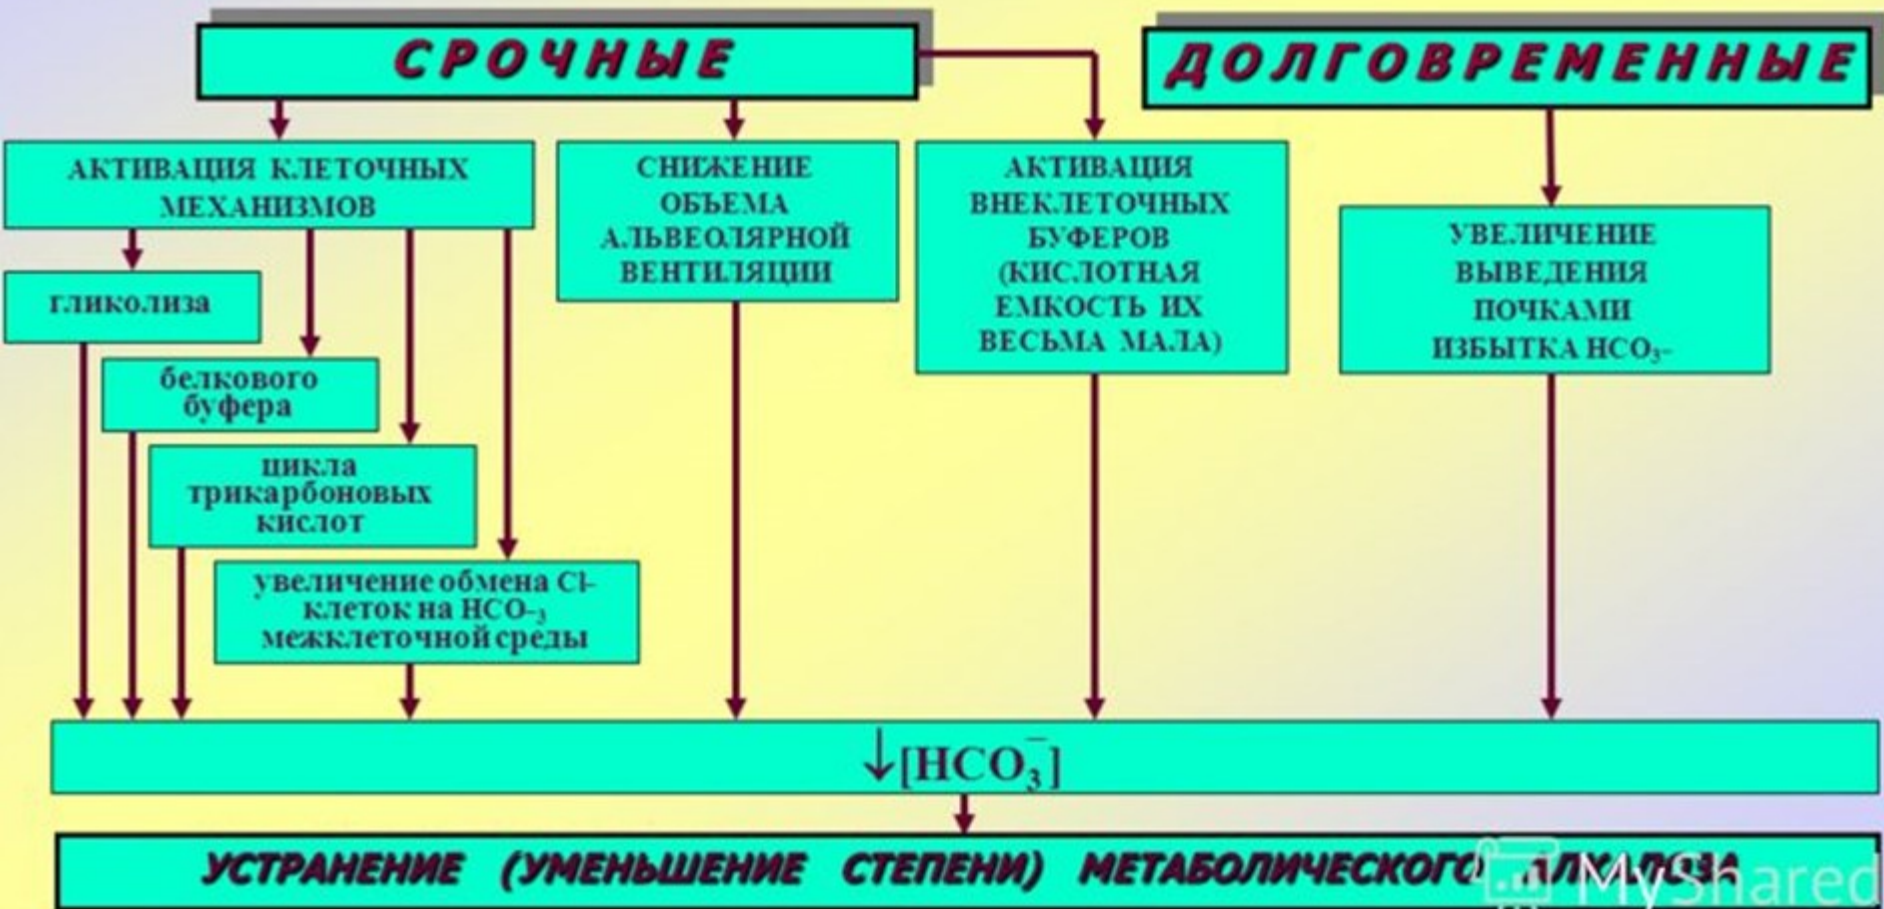 СРОЧНЫЕ
ДОЛГОВРЕМЕННЫЕ
АКТИВАЦИЯ КЛЕТОЧНЫХ
МЕХАНИЗМОВ
СНИЖЕНИЕ
ОБЪЕМА
АЛЬВЕОЛЯРНОЙ
ВЕНТИЛЯЦИИ
АКТИВАЦИЯ
ВНЕКЛЕТОЧНЫХ
БУФЕРОВ
(КИСЛОТНАЯ
ЕМКОСТЬ ИХ
ВЕСЬМА МАЛА)
УВЕЛИЧЕНИЕ
ВЫВЕДЕНИЯ
ПОЧКАМИ
ИЗБЫТКА HCO₃–
гликолиза
белкового
буфера
цикла
трикарбоновых
кислот
увеличение обмена Cl-
клеток на HCO–₃
межклеточной среды
↓[HCO₃⁻]
УСТРАНЕНИЕ (УМЕНЬШЕНИЕ СТЕПЕНИ) МЕТАБОЛИЧЕСКОГО АЛКАЛОЗА
MyShared